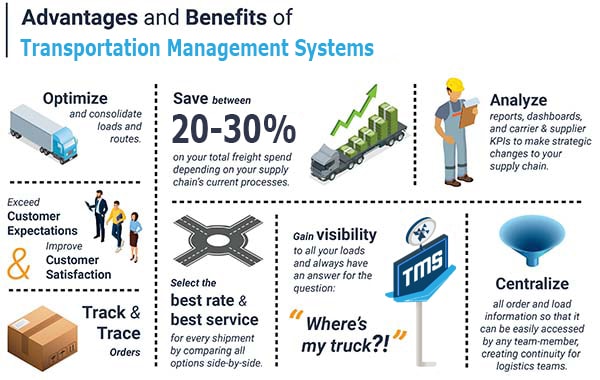 Advantages and Benefits of
Transportation Management Systems
Optimize
and consolidate
loads and
routes.
Save between
20-30%
on your total freight spend
depending on your supply
chain's current processes.
Analyze
reports, dashboards,
and carrier & supplier
KPIs to make strategic
changes to your
supply chain.
Exceed
Customer
Expectations
& Improve
Customer
Satisfaction
Select the
best rate &
best service
for every shipment
by comparing all
options side-by-side.
Gain visibility
to all your loads
and always have
an answer for the
question:
"Where's
my truck?!"
TMS
Centralize
all order and load
information so that it
can be easily accessed
by any team-member,
creating continuity for
logistics teams.
Track &
Trace
Orders